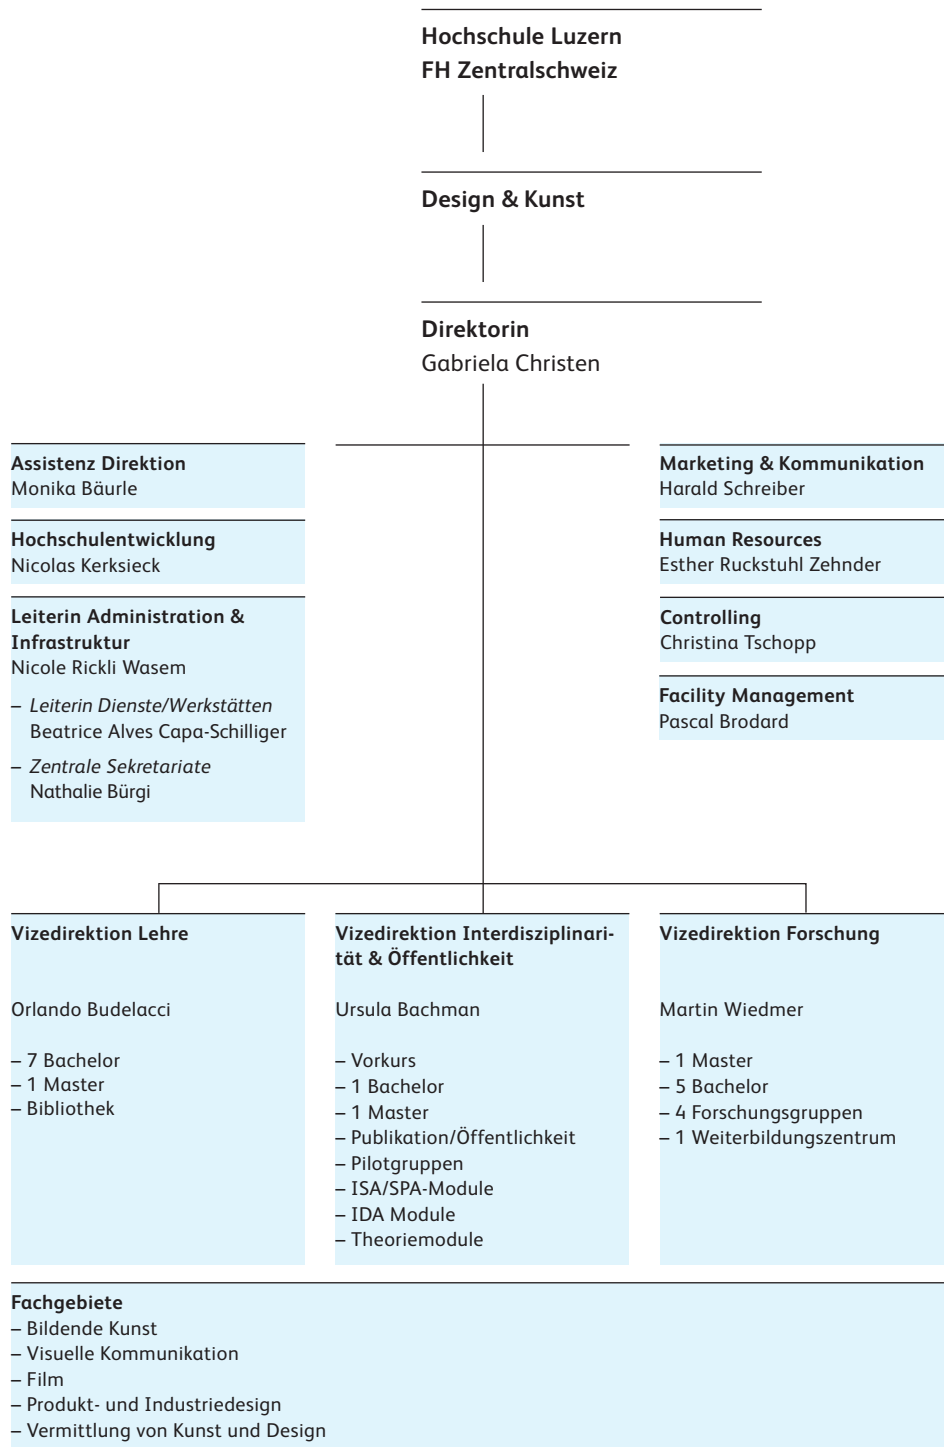 Hochschule Luzern
FH Zentralschweiz
Design & Kunst
Direktorin
Gabriela Christen
Assistenz Direktion
Monika Bäurle
Hochschulentwicklung
Nicolas Kerksieck
Leiterin Administration &
Infrastruktur
Nicole Rickli Wasem
– Leiterin Dienste/Werkstätten
Beatrice Alves Capa-Schilliger
– Zentrale Sekretariate
Nathalie Bürgi
Marketing & Kommunikation
Harald Schreiber
Human Resources
Esther Ruckstuhl Zehnder
Controlling
Christina Tschopp
Facility Management
Pascal Brodard
Vizedirektion Lehre
Orlando Budelacci
– 7 Bachelor
– 1 Master
– Bibliothek
Vizedirektion Interdisziplinari-
tät & Öffentlichkeit
Ursula Bachman
– Vorkurs
– 1 Bachelor
– 1 Master
– Publikation/Öffentlichkeit
– Pilotgruppen
– ISA/SPA-Module
– IDA Module
– Theoriemodule
Vizedirektion Forschung
Martin Wiedmer
– 1 Master
– 5 Bachelor
– 4 Forschungsgruppen
– 1 Weiterbildungszentrum
Fachgebiete
– Bildende Kunst
– Visuelle Kommunikation
– Film
– Produkt- und Industriedesign
– Vermittlung von Kunst und Design